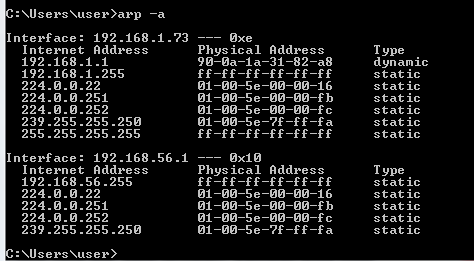 C:\Users\user>arp -a
Interface: 192.168.1.73 --- 0xe
  Internet Address      Physical Address      Type
  192.168.1.1           90-0a-1a-31-82-a8     dynamic
  192.168.1.255         ff-ff-ff-ff-ff-ff     static
  224.0.0.22            01-00-5e-00-00-16     static
  224.0.0.251           01-00-5e-00-00-fb     static
  224.0.0.252           01-00-5e-00-00-fc     static
  239.255.255.250       01-00-5e-7f-ff-fa     static
  255.255.255.255       ff-ff-ff-ff-ff-ff     static
Interface: 192.168.56.1 --- 0x10
  Internet Address      Physical Address      Type
  192.168.56.255        ff-ff-ff-ff-ff-ff     static
  224.0.0.22            01-00-5e-00-00-16     static
  224.0.0.251           01-00-5e-00-00-fb     static
  224.0.0.252           01-00-5e-00-00-fc     static
  239.255.255.250       01-00-5e-7f-ff-fa     static
C:\Users\user>